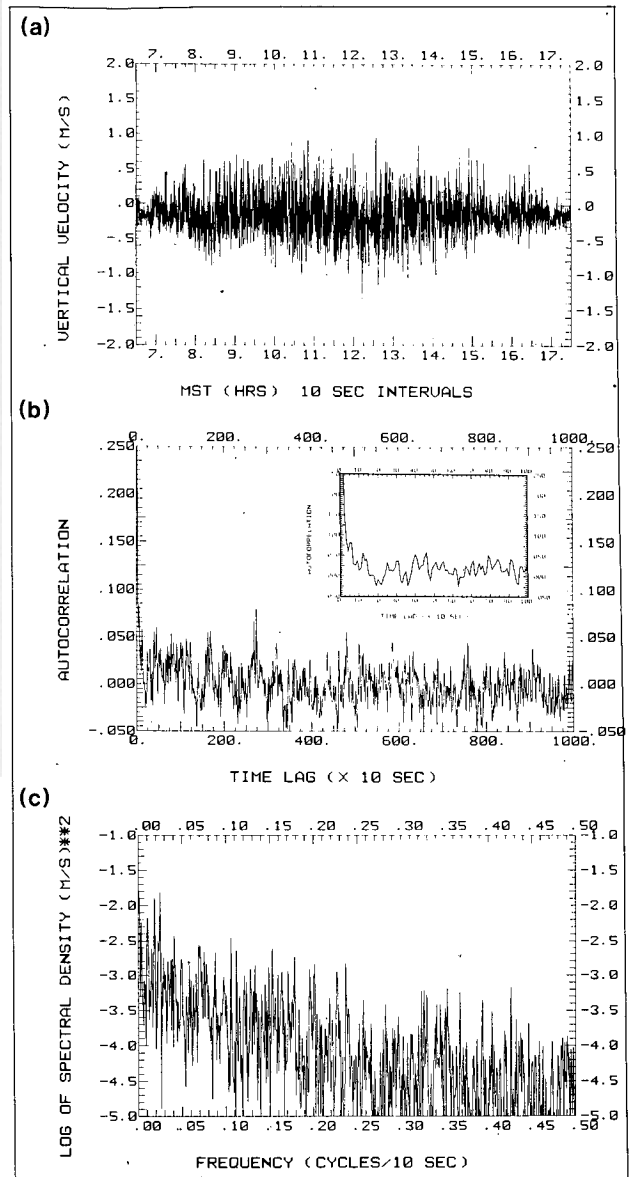 (a)
7. 8. 9. 10. 11. 12. 13. 14. 15. 16. 17.
2.0 2.0
1.5 1.5
1.0 1.0
.5 .5
.0 .0
-.5 -.5
-1.0 -1.0
-1.5 -1.5
-2.0 -2.0
VERTICAL VELOCITY (M/S)
7. 8. 9. 10. 11. 12. 13. 14. 15. 16. 17.
MST (HRS) 10 SEC INTERVALS
(b)
0. 200. 400. 600. 800. 1000.
.250 .250
.200 .200
.150 .150
.100 .100
.050 .050
.000 .000
-.050 -.050
AUTOCORRELATION
AUTOCORRELATION
TIME LAG (X 10 SEC)
0. 200. 400. 600. 800. 1000.
TIME LAG (X 10 SEC)
(c)
.00 .05 .10 .15 .20 .25 .30 .35 .40 .45 .50
-1.0 -1.0
-1.5 -1.5
-2.0 -2.0
-2.5 -2.5
-3.0 -3.0
-3.5 -3.5
-4.0 -4.0
-4.5 -4.5
-5.0 -5.0
LOG OF SPECTRAL DENSITY (M/S)**2
.00 .05 .10 .15 .20 .25 .30 .35 .40 .45 .50
FREQUENCY (CYCLES/10 SEC)